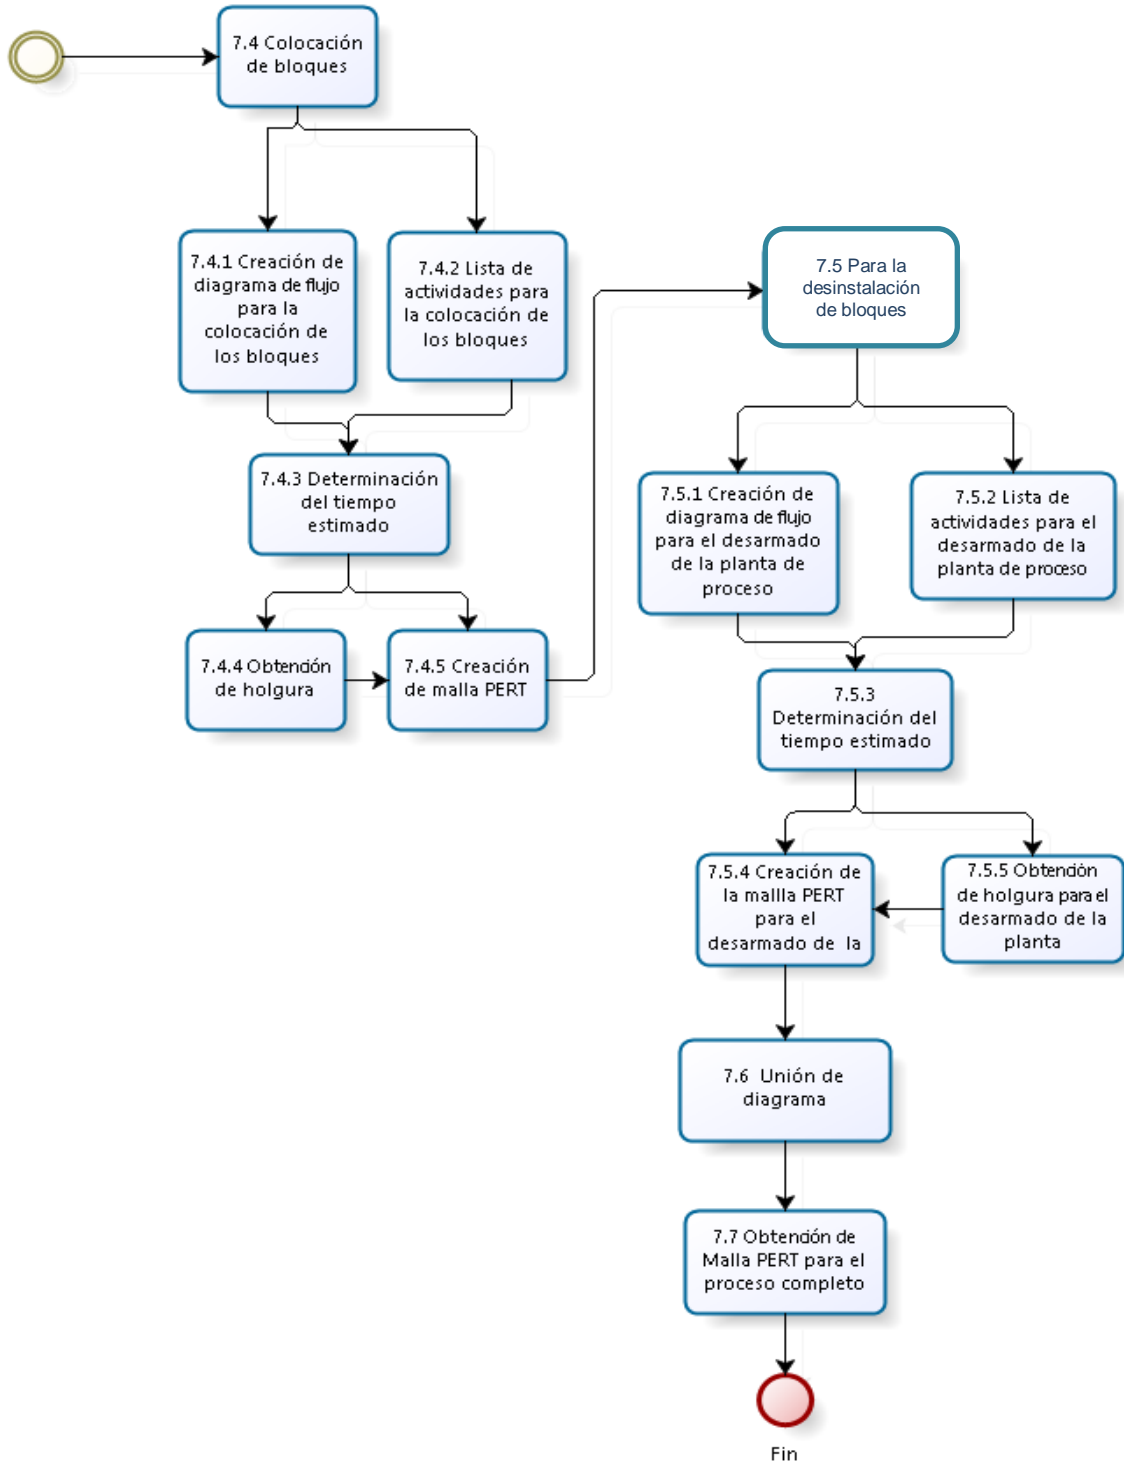 7.4 Colocación
de bloques
7.4.1 Creación de
diagrama de flujo
para la
colocación de
los bloques
7.4.2 Lista de
actividades para
la colocación de
los bloques
7.4.3 Determinación
del tiempo
estimado
7.4.4 Obtención
de holgura
7.4.5 Creación
de malla PERT
7.5 Para la
desinstalación
de bloques
7.5.1 Creación de
diagrama de flujo
para el desarmado
de la planta de
proceso
7.5.2 Lista de
actividades para el
desarmado de la
planta de proceso
7.5.3
Determinación del
tiempo estimado
7.5.4 Creación de
la mallla PERT
para el
desarmado de la
7.5.5 Obtención
de holgura para el
desarmado de la
planta
7.6 Unión de
diagrama
7.7 Obtención de
Malla PERT para el
proceso completo
Fin